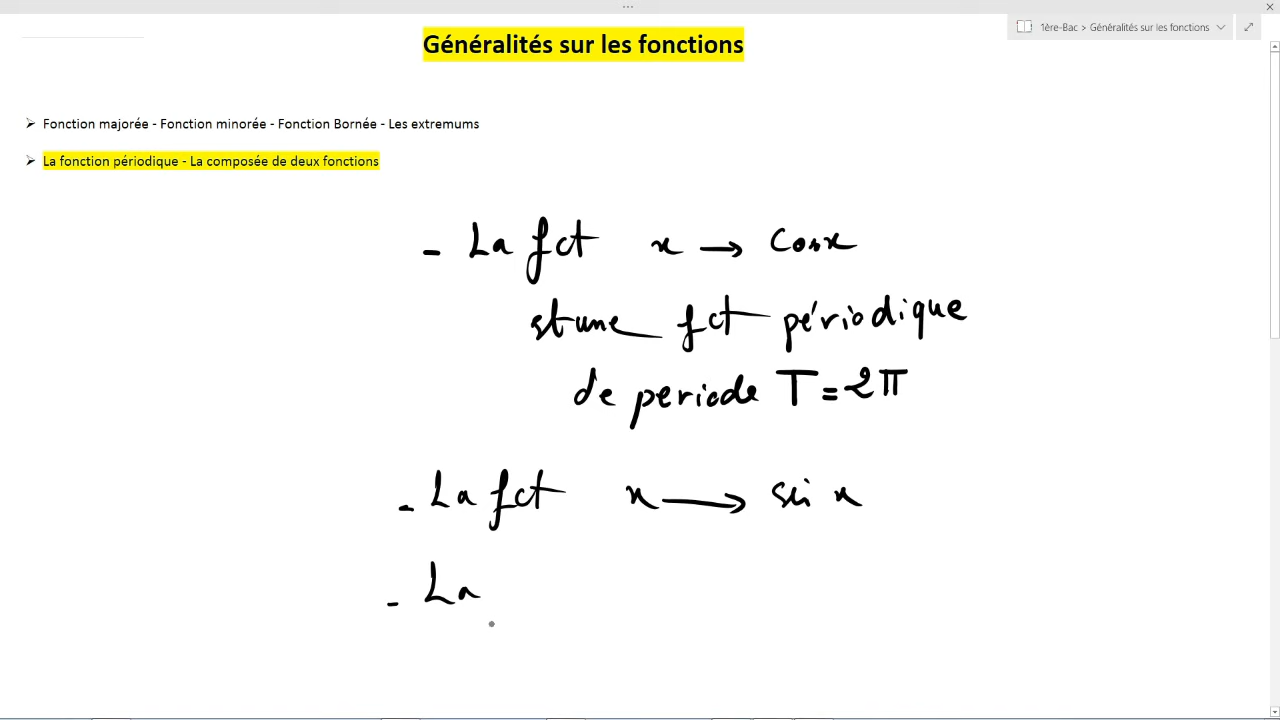 1ère-Bac > Généralités sur les fonctions
Généralités sur les fonctions
➢ Fonction majorée - Fonction minorée - Fonction Bornée - Les extremums
➢ La fonction périodique - La composée de deux fonctions
- La fct x → cosx
est une fct périodique
de periode T = 2π
- La fct x → sin x
- La